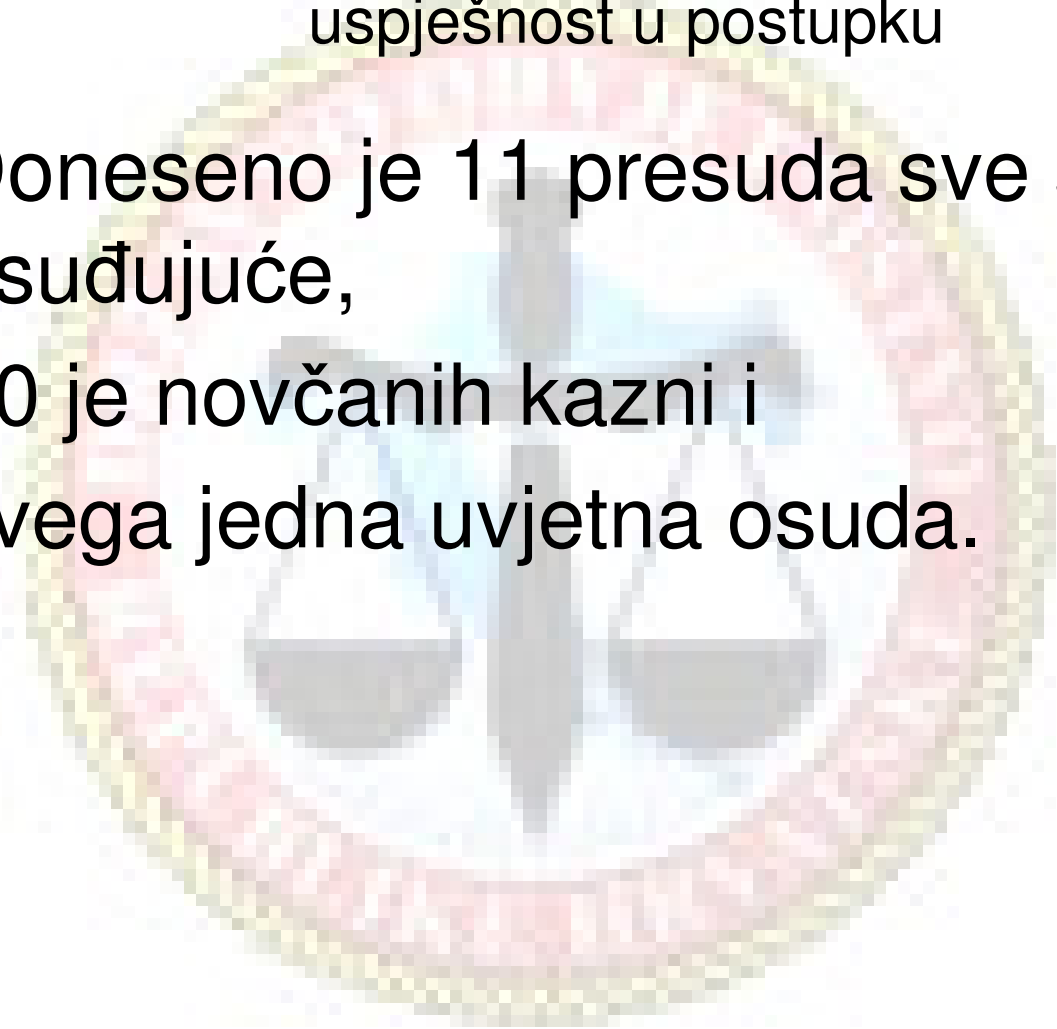 uspješnost u postupku
oneseno je 11 presuda sve
suđujuće,
0 je novčanih kazni i
vega jedna uvjetna osuda.